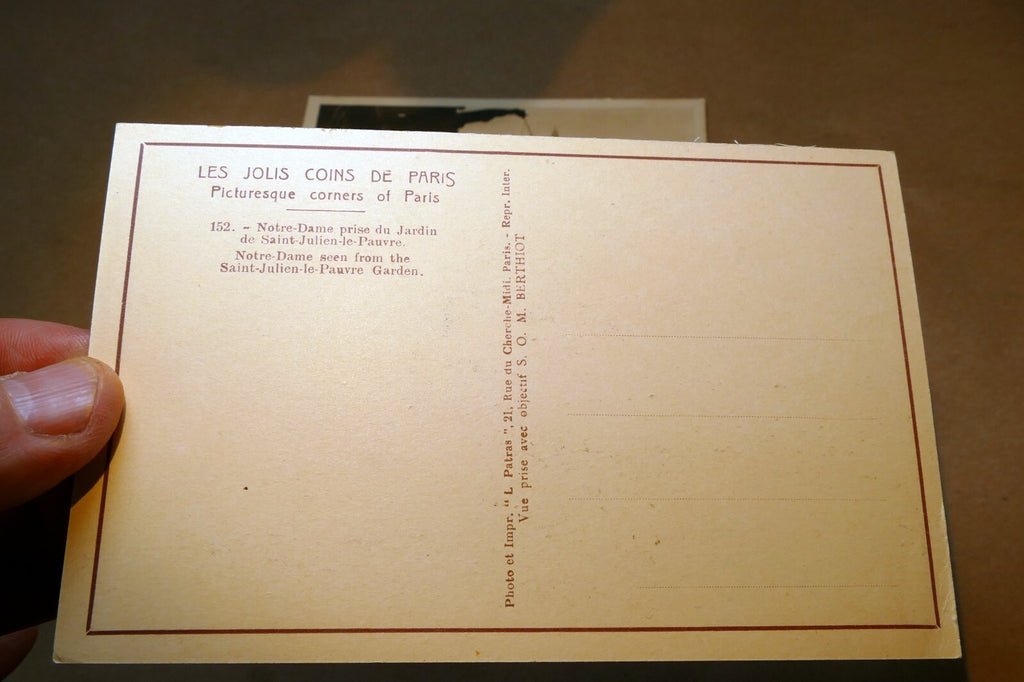 LES JOLIS COINS DE PARIS
Picturesque corners of Paris
152. - Notre-Dame prise du Jardin
de Saint-Julien-le-Pauvre.
Notre-Dame seen from the
Saint-Julien-le-Pauvre Garden.
Photo et Impr. “ L Patras ”, 21, Rue du Cherche-Midi. Paris. - Repr. Inter.
Vue prise avec objectif S. O. M. BERTHIOT